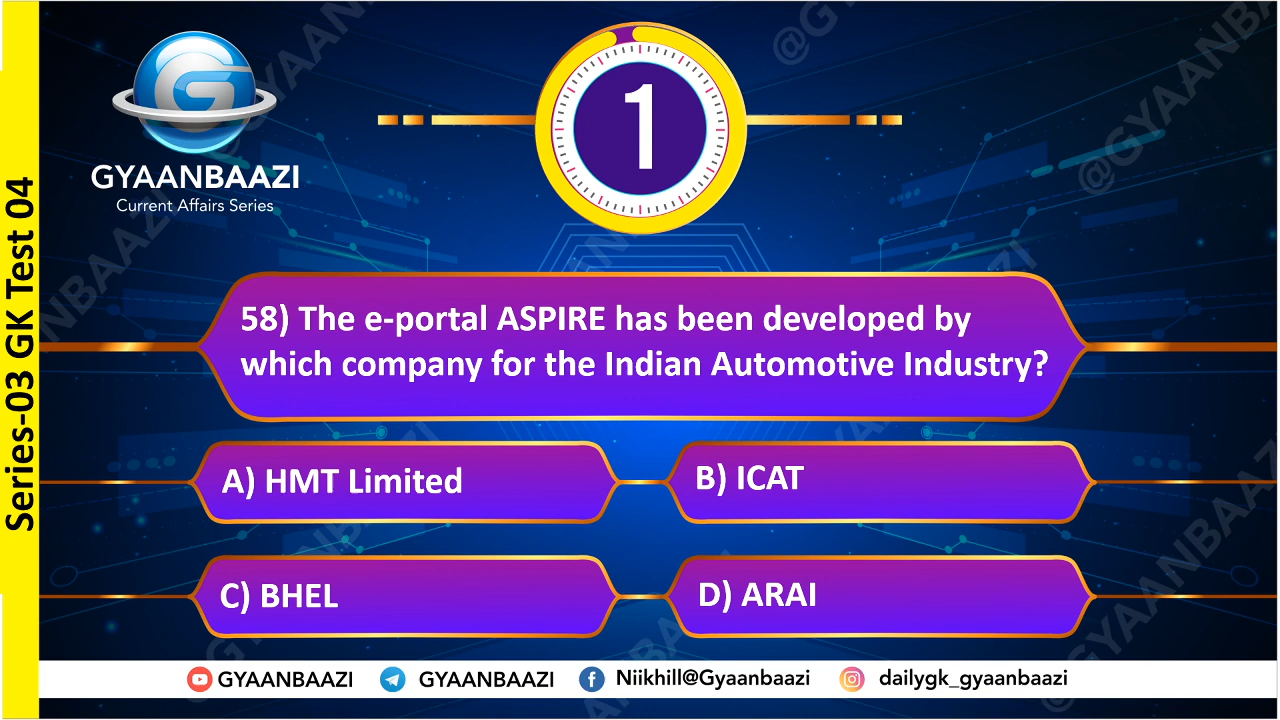 Series-03 GK Test 04
GYAANBAAZI
Current Affairs Series
1
58) The e-portal ASPIRE has been developed by
which company for the Indian Automotive Industry?
A) HMT Limited
B) ICAT
C) BHEL
D) ARAI
GYAANBAAZI
GYAANBAAZI
Niikhill@Gyaanbaazi
dailygk_gyaanbaazi
@GYAANBAAZI